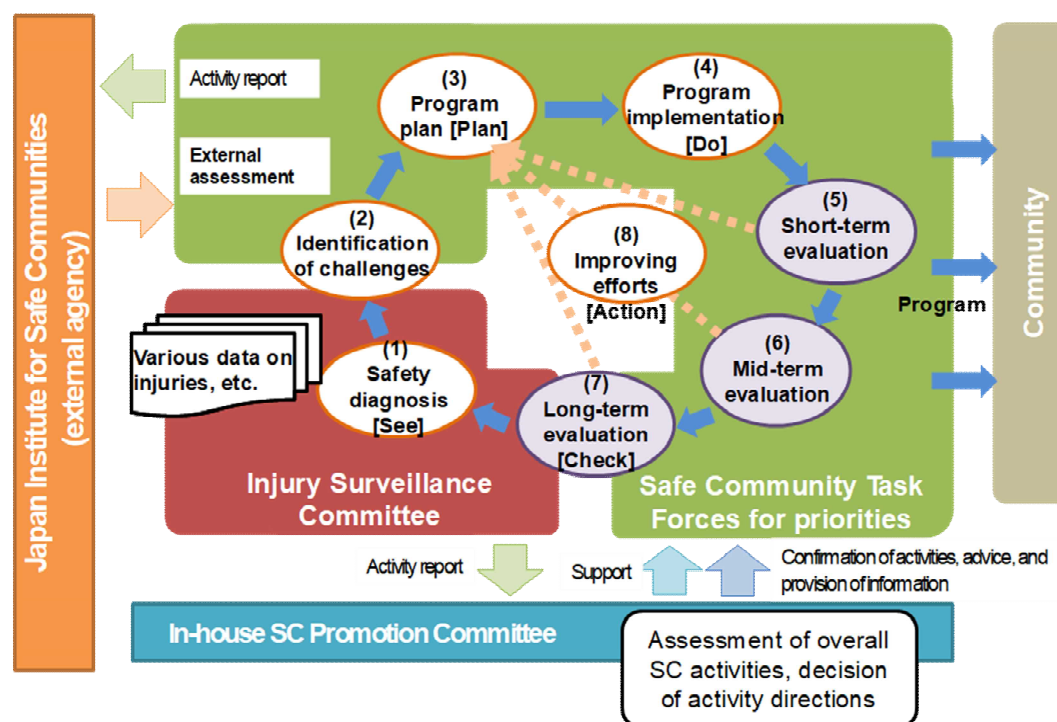 Japan Institute for Safe Communities
(external agency)
Activity report
External
assessment
(3)
Program
plan [Plan]
(4)
Program
implementation
[Do]
(2)
Identification
of challenges
(8)
Improving
efforts
[Action]
(5)
Short-term
evaluation
Program
Community
Various data on
injuries, etc.
(1)
Safety
diagnosis
[See]
(7)
Long-term
evaluation
[Check]
(6)
Mid-term
evaluation
Injury Surveillance
Committee
Safe Community Task
Forces for priorities
Activity report
Support
Confirmation of activities, advice, and
provision of information
In-house SC Promotion Committee
Assessment of overall
SC activities, decision
of activity directions